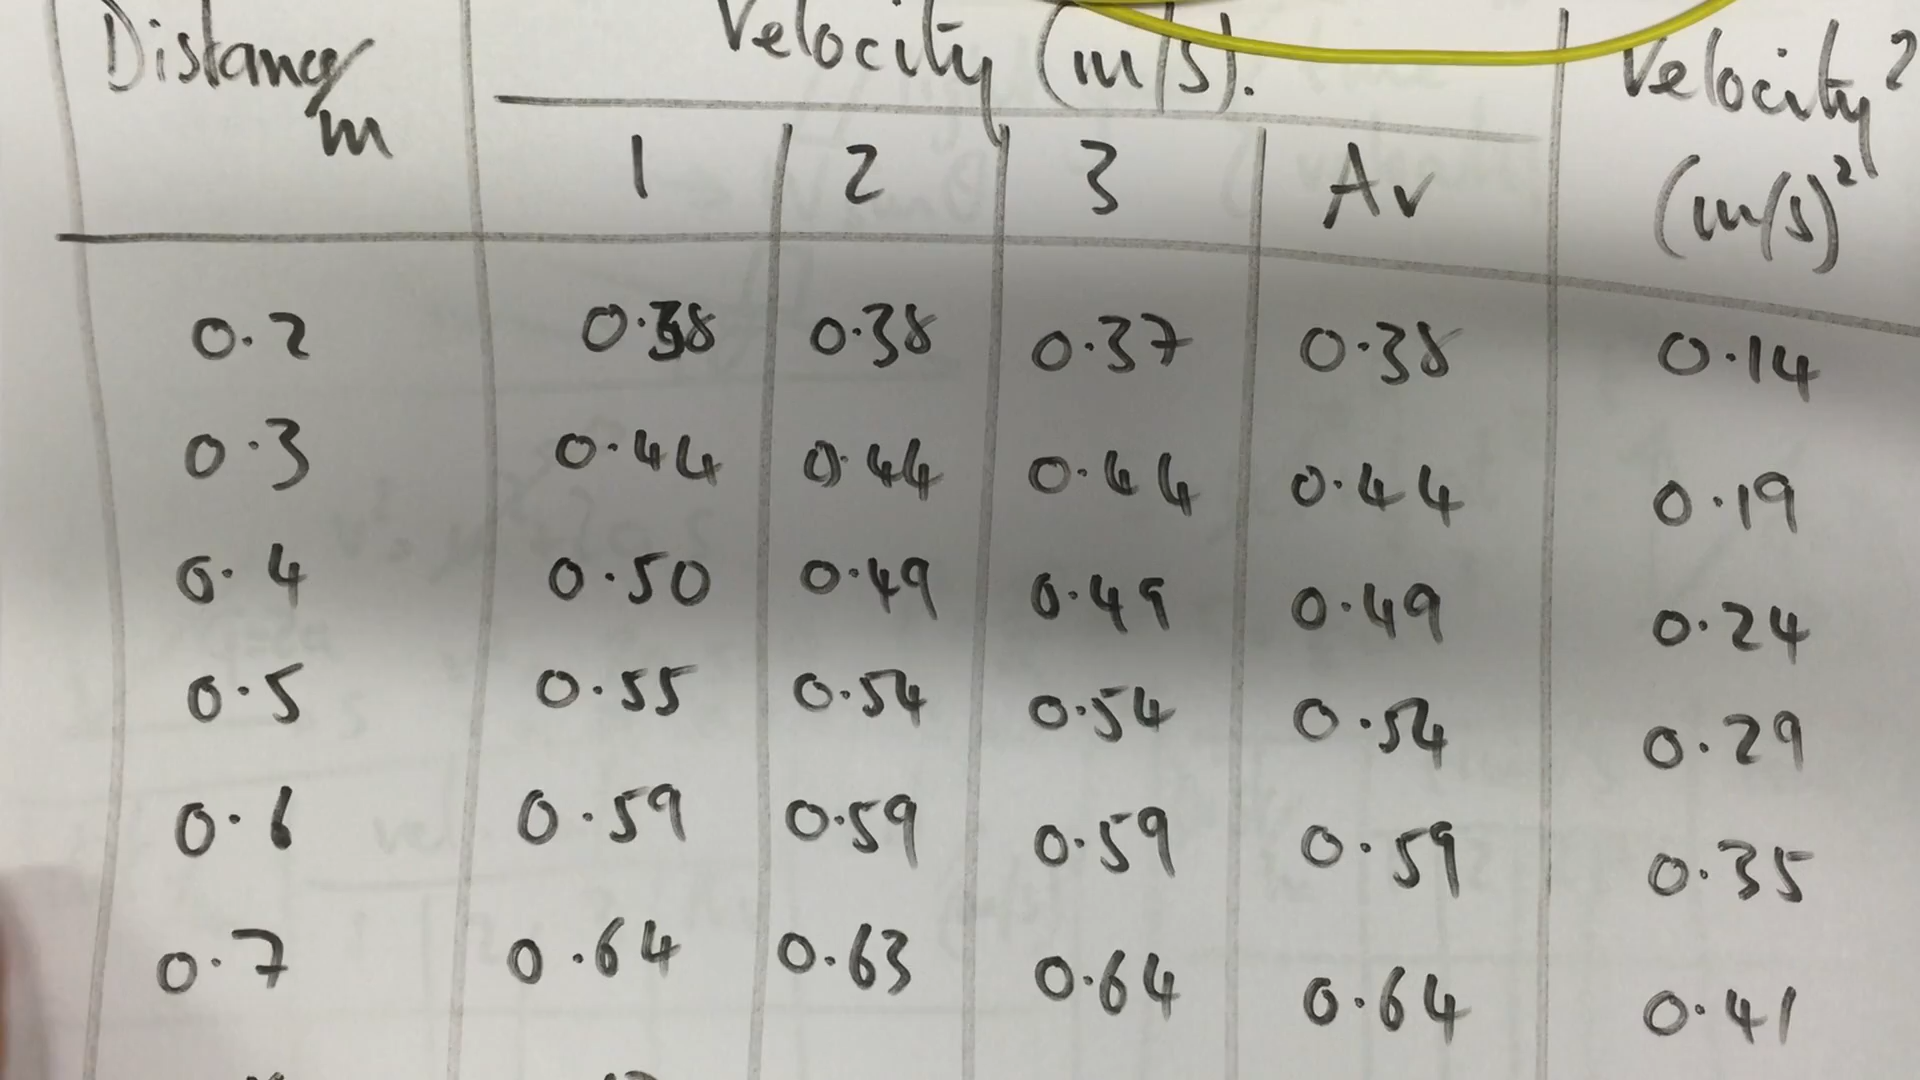 Distance/m Velocity (m/s). Velocity²
1 2 3 Av (m/s)²
0.2 0.38 0.38 0.37 0.38 0.14
0.3 0.44 0.44 0.44 0.44 0.19
0.4 0.50 0.49 0.49 0.49 0.24
0.5 0.55 0.54 0.54 0.54 0.29
0.6 0.59 0.59 0.59 0.59 0.35
0.7 0.64 0.63 0.64 0.64 0.41